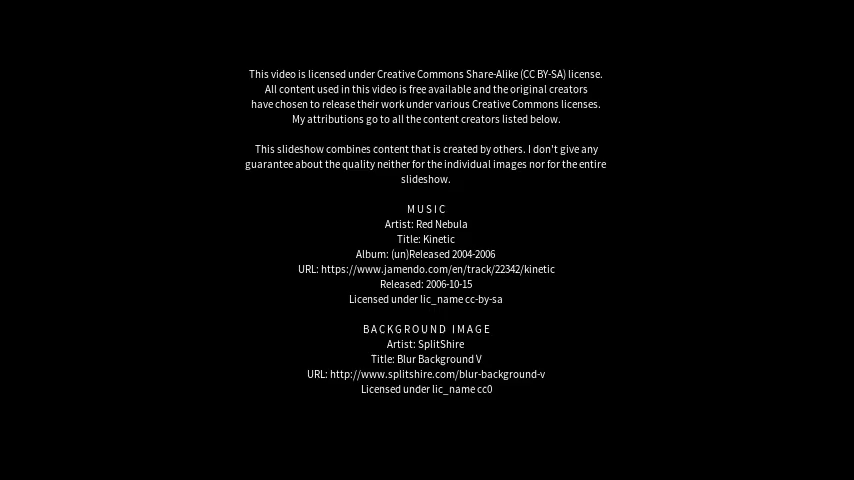 This video is licensed under Creative Commons Share-Alike (CC BY-SA) license.
All content used in this video is free available and the original creators
have chosen to release their work under various Creative Commons licenses.
My attributions go to all the content creators listed below.
This slideshow combines content that is created by others. I don't give any
guarantee about the quality neither for the individual images nor for the entire
slideshow.
MUSIC
Artist: Red Nebula
Title: Kinetic
Album: (un)Released 2004-2006
URL: https://www.jamendo.com/en/track/22342/kinetic
Released: 2006-10-15
Licensed under lic_name cc-by-sa
BACKGROUND IMAGE
Artist: SplitShire
Title: Blur Background V
URL: http://www.splitshire.com/blur-background-v
Licensed under lic_name cc0